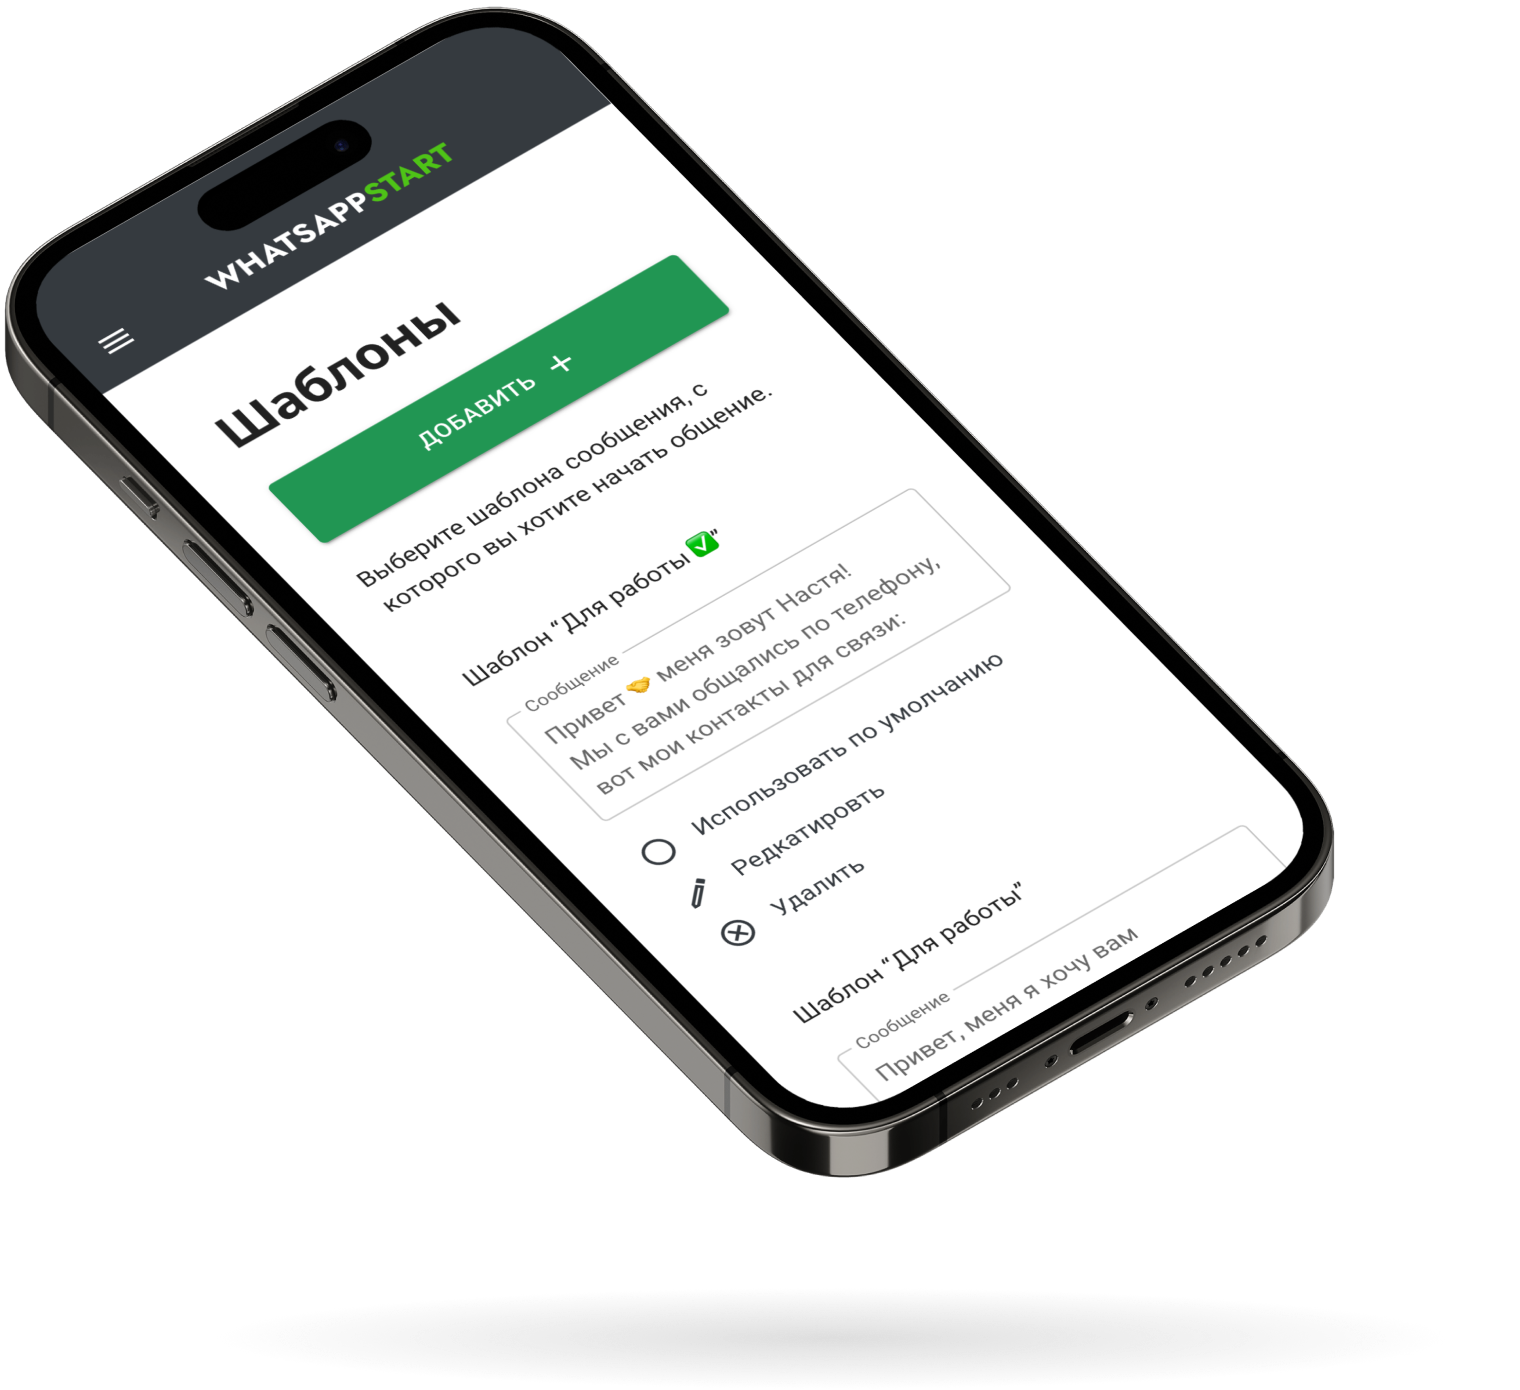 WHATSAPPSTART
Шаблоны
ДОБАВИТЬ +
Выберите шаблона сообщения, с
которого вы хотите начать общение.
Шаблон “Для работы ✅”
Сообщение
Привет 🤝 меня зовут Настя!
Мы с вами общались по телефону,
вот мои контакты для связи:
Использовать по умолчанию
Редкатировть
Удалить
Шаблон “Для работы”
Сообщение
Привет, меня я хочу вам